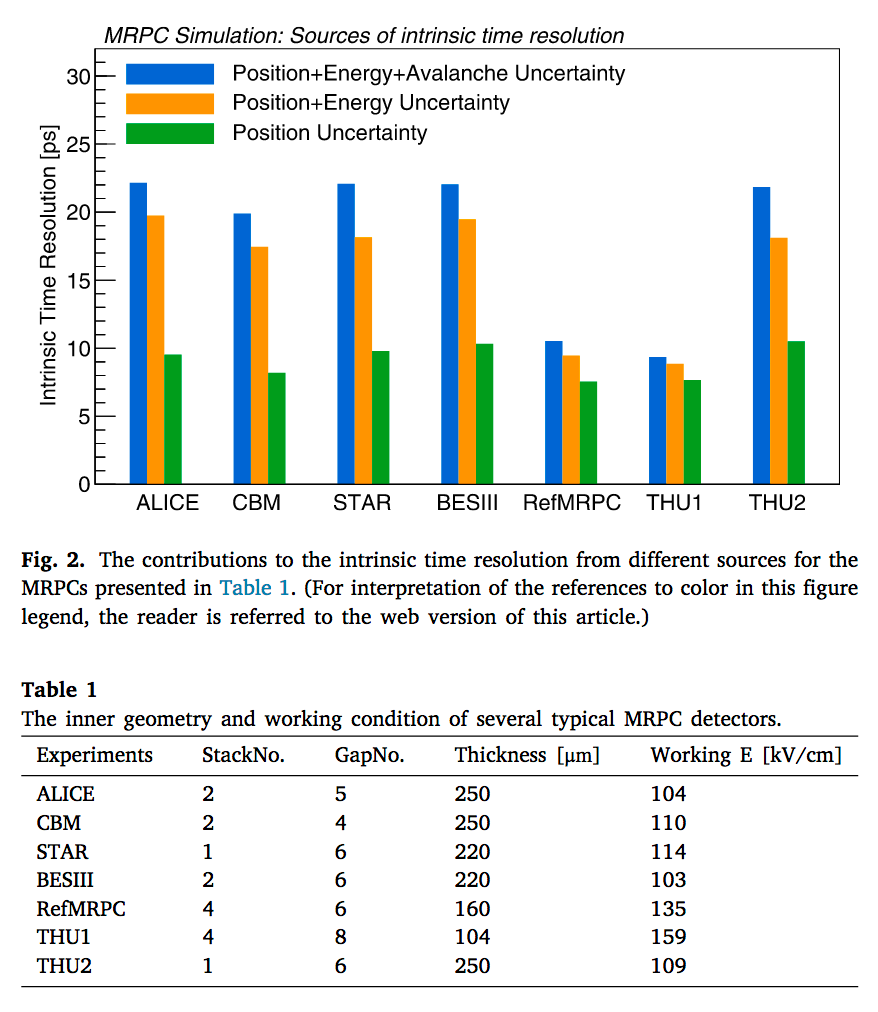 MRPC Simulation: Sources of intrinsic time resolution
Position+Energy+Avalanche Uncertainty
Position+Energy Uncertainty
Position Uncertainty
Intrinsic Time Resolution [ps]
30
25
20
15
10
5
0
ALICE CBM STAR BESIII RefMRPC THU1 THU2
Fig. 2. The contributions to the intrinsic time resolution from different sources for the
MRPCs presented in Table 1. (For interpretation of the references to color in this figure
legend, the reader is referred to the web version of this article.)
Table 1
The inner geometry and working condition of several typical MRPC detectors.
Experiments StackNo. GapNo. Thickness [μm] Working E [kV/cm]
ALICE 2 5 250 104
CBM 2 4 250 110
STAR 1 6 220 114
BESIII 2 6 220 103
RefMRPC 4 6 160 135
THU1 4 8 104 159
THU2 1 6 250 109